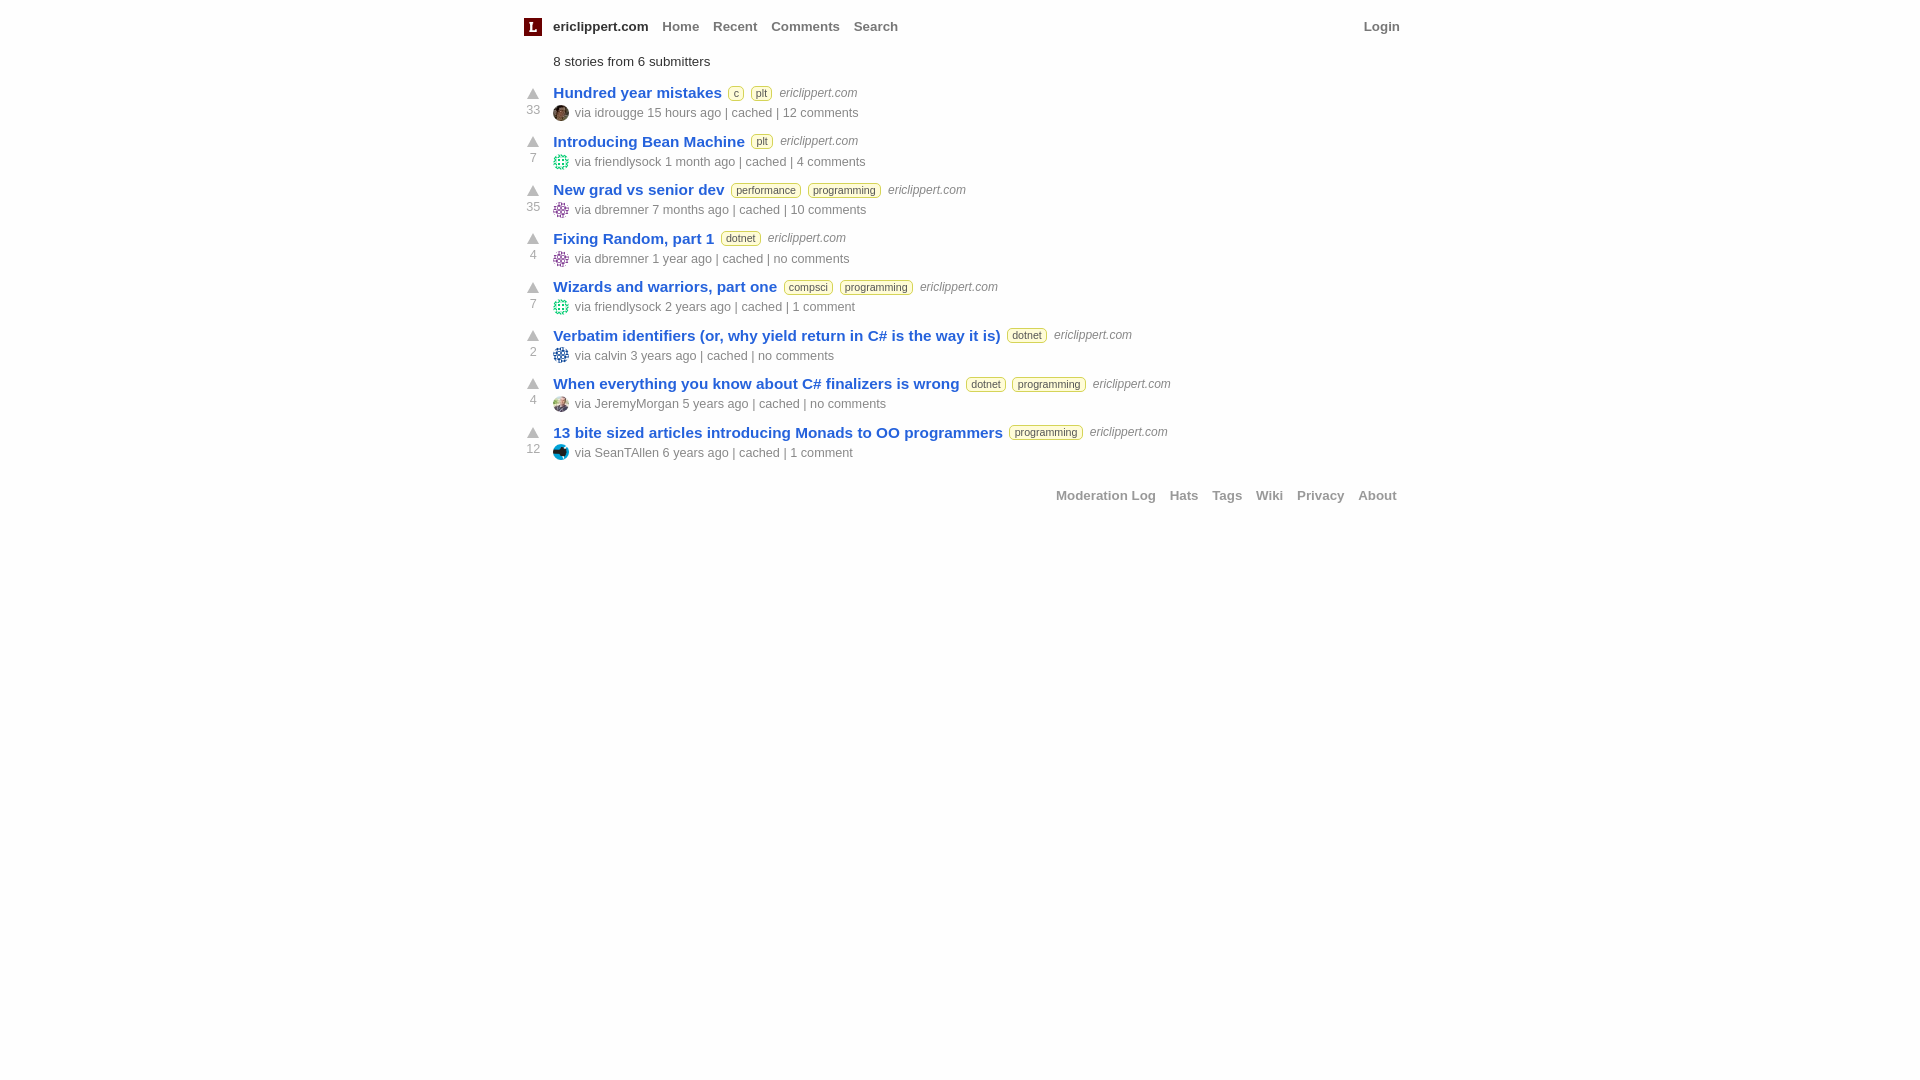 L ericlippert.com Home Recent Comments Search Login
8 stories from 6 submitters
Hundred year mistakes c plt ericlippert.com
33
via idrougge 15 hours ago | cached | 12 comments
Introducing Bean Machine plt ericlippert.com
7
via friendlysock 1 month ago | cached | 4 comments
New grad vs senior dev performance programming ericlippert.com
35
via dbremner 7 months ago | cached | 10 comments
Fixing Random, part 1 dotnet ericlippert.com
4
via dbremner 1 year ago | cached | no comments
Wizards and warriors, part one compsci programming ericlippert.com
7
via friendlysock 2 years ago | cached | 1 comment
Verbatim identifiers (or, why yield return in C# is the way it is) dotnet ericlippert.com
2
via calvin 3 years ago | cached | no comments
When everything you know about C# finalizers is wrong dotnet programming ericlippert.com
4
via JeremyMorgan 5 years ago | cached | no comments
13 bite sized articles introducing Monads to OO programmers programming ericlippert.com
12
via SeanTAllen 6 years ago | cached | 1 comment
Moderation Log Hats Tags Wiki Privacy About